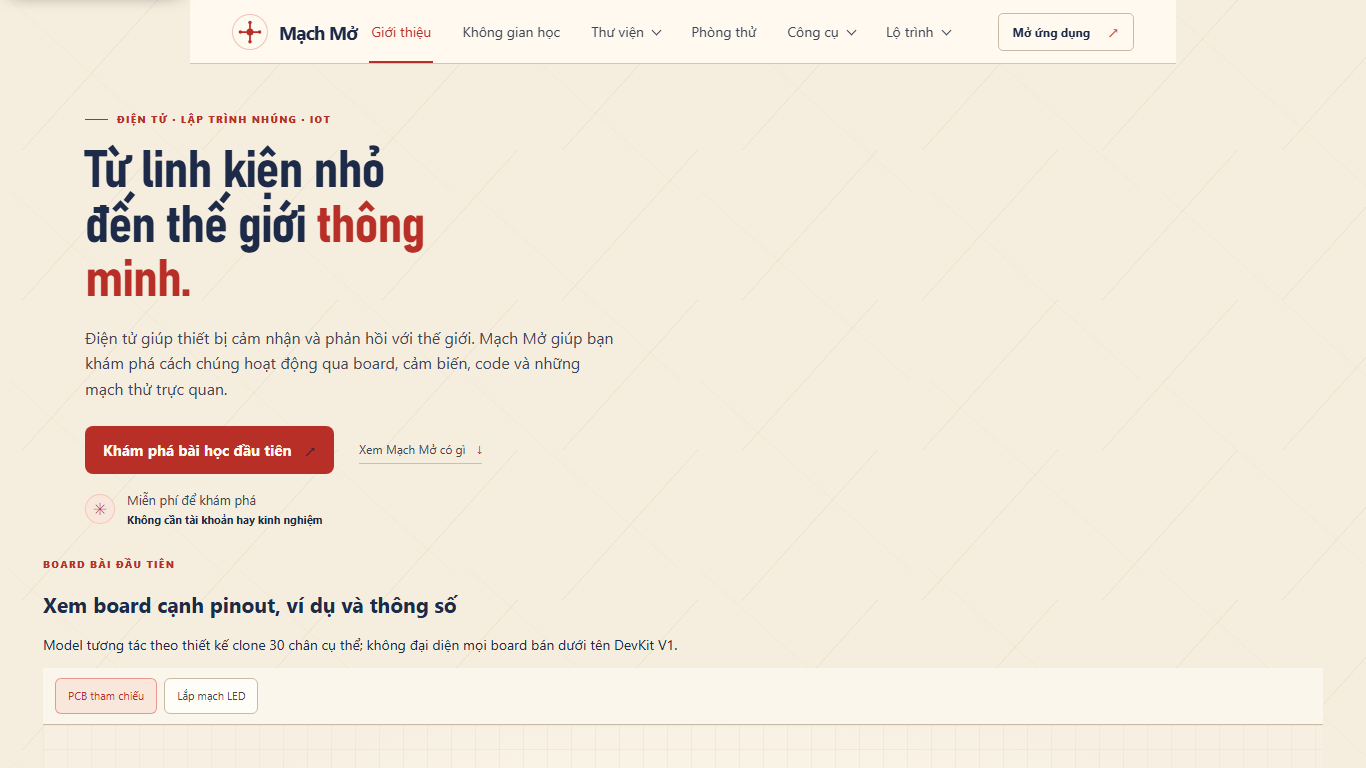 Mạch Mở
Giới thiệu
Không gian học
Thư viện
Phòng thử
Công cụ
Lộ trình
Mở ứng dụng ↗
ĐIỆN TỬ · LẬP TRÌNH NHÚNG · IOT
Từ linh kiện nhỏ
đến thế giới thông
minh.
Điện tử giúp thiết bị cảm nhận và phản hồi với thế giới. Mạch Mở giúp bạn
khám phá cách chúng hoạt động qua board, cảm biến, code và những
mạch thử trực quan.
Khám phá bài học đầu tiên ↗
Xem Mạch Mở có gì ↓
Miễn phí để khám phá
Không cần tài khoản hay kinh nghiệm
BOARD BÀI ĐẦU TIÊN
Xem board cạnh pinout, ví dụ và thông số
Model tương tác theo thiết kế clone 30 chân cụ thể; không đại diện mọi board bán dưới tên DevKit V1.
PCB tham chiếu
Lắp mạch LED